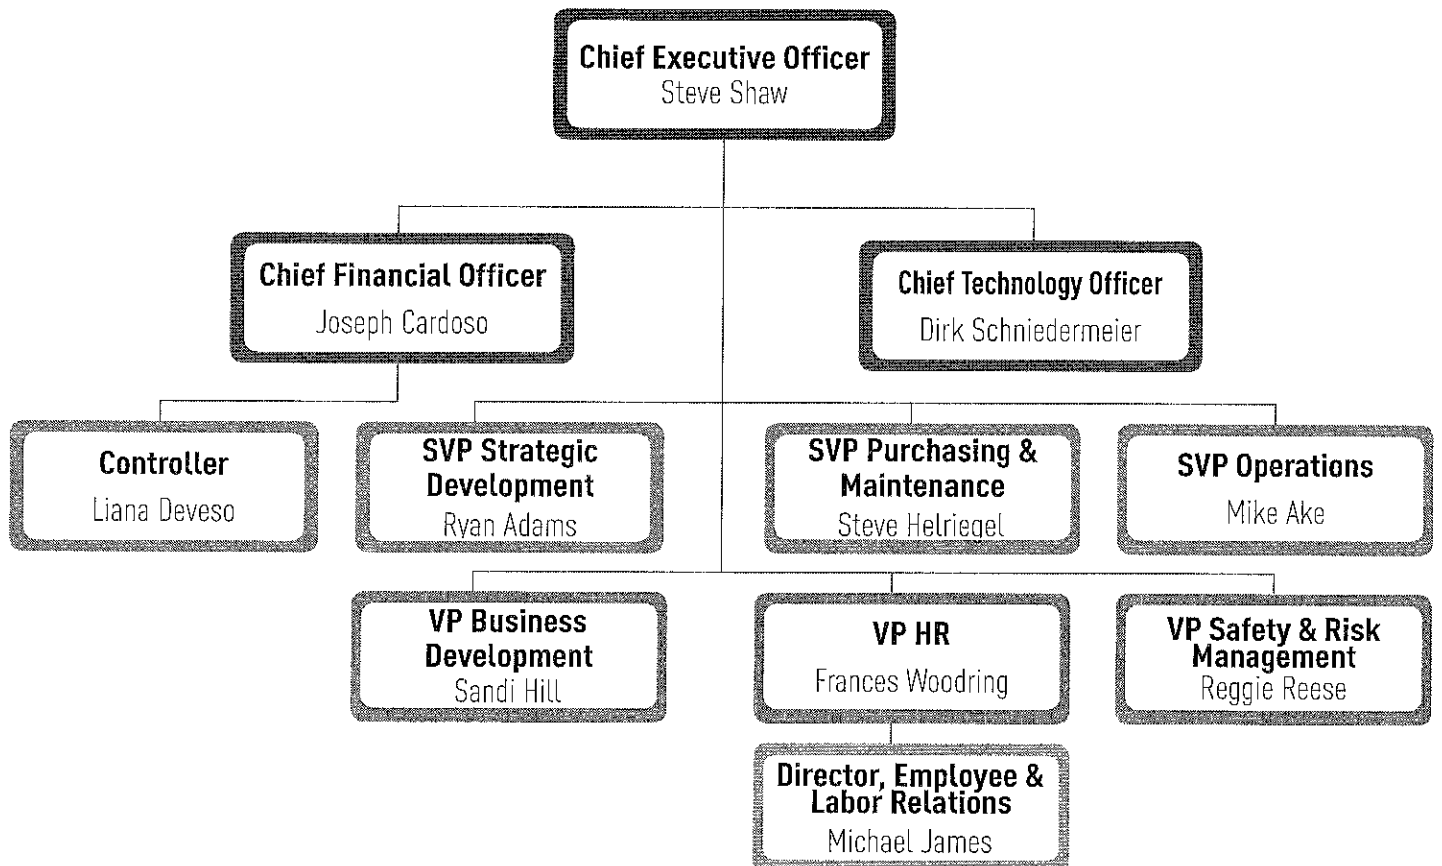 Chief Executive Officer
Steve Shaw
Chief Financial Officer
Joseph Cardoso
Chief Technology Officer
Dirk Schniedermeier
Controller
Liana Deveso
SVP Strategic
Development
Ryan Adams
SVP Purchasing &
Maintenance
Steve Helriegel
SVP Operations
Mike Ake
VP Business
Development
Sandi Hill
VP HR
Frances Woodring
VP Safety & Risk
Management
Reggie Reese
Director, Employee &
Labor Relations
Michael James